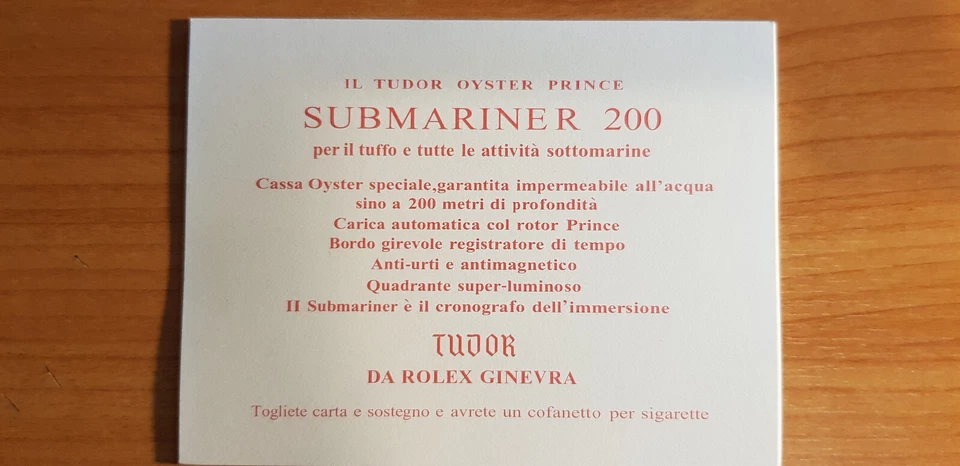 IL TUDOR OYSTER PRINCE
SUBMARINER 200
per il tuffo e tutte le attività sottomarine
Cassa Oyster speciale,garantita impermeabile all'acqua
sino a 200 metri di profondità
Carica automatica col rotor Prince
Bordo girevole registratore di tempo
Anti-urti e antimagnetico
Quadrante super-luminoso
II Submariner è il cronografo dell'immersione
TUDOR
DA ROLEX GINEVRA
Togliete carta e sostegno e avrete un cofanetto per sigarette